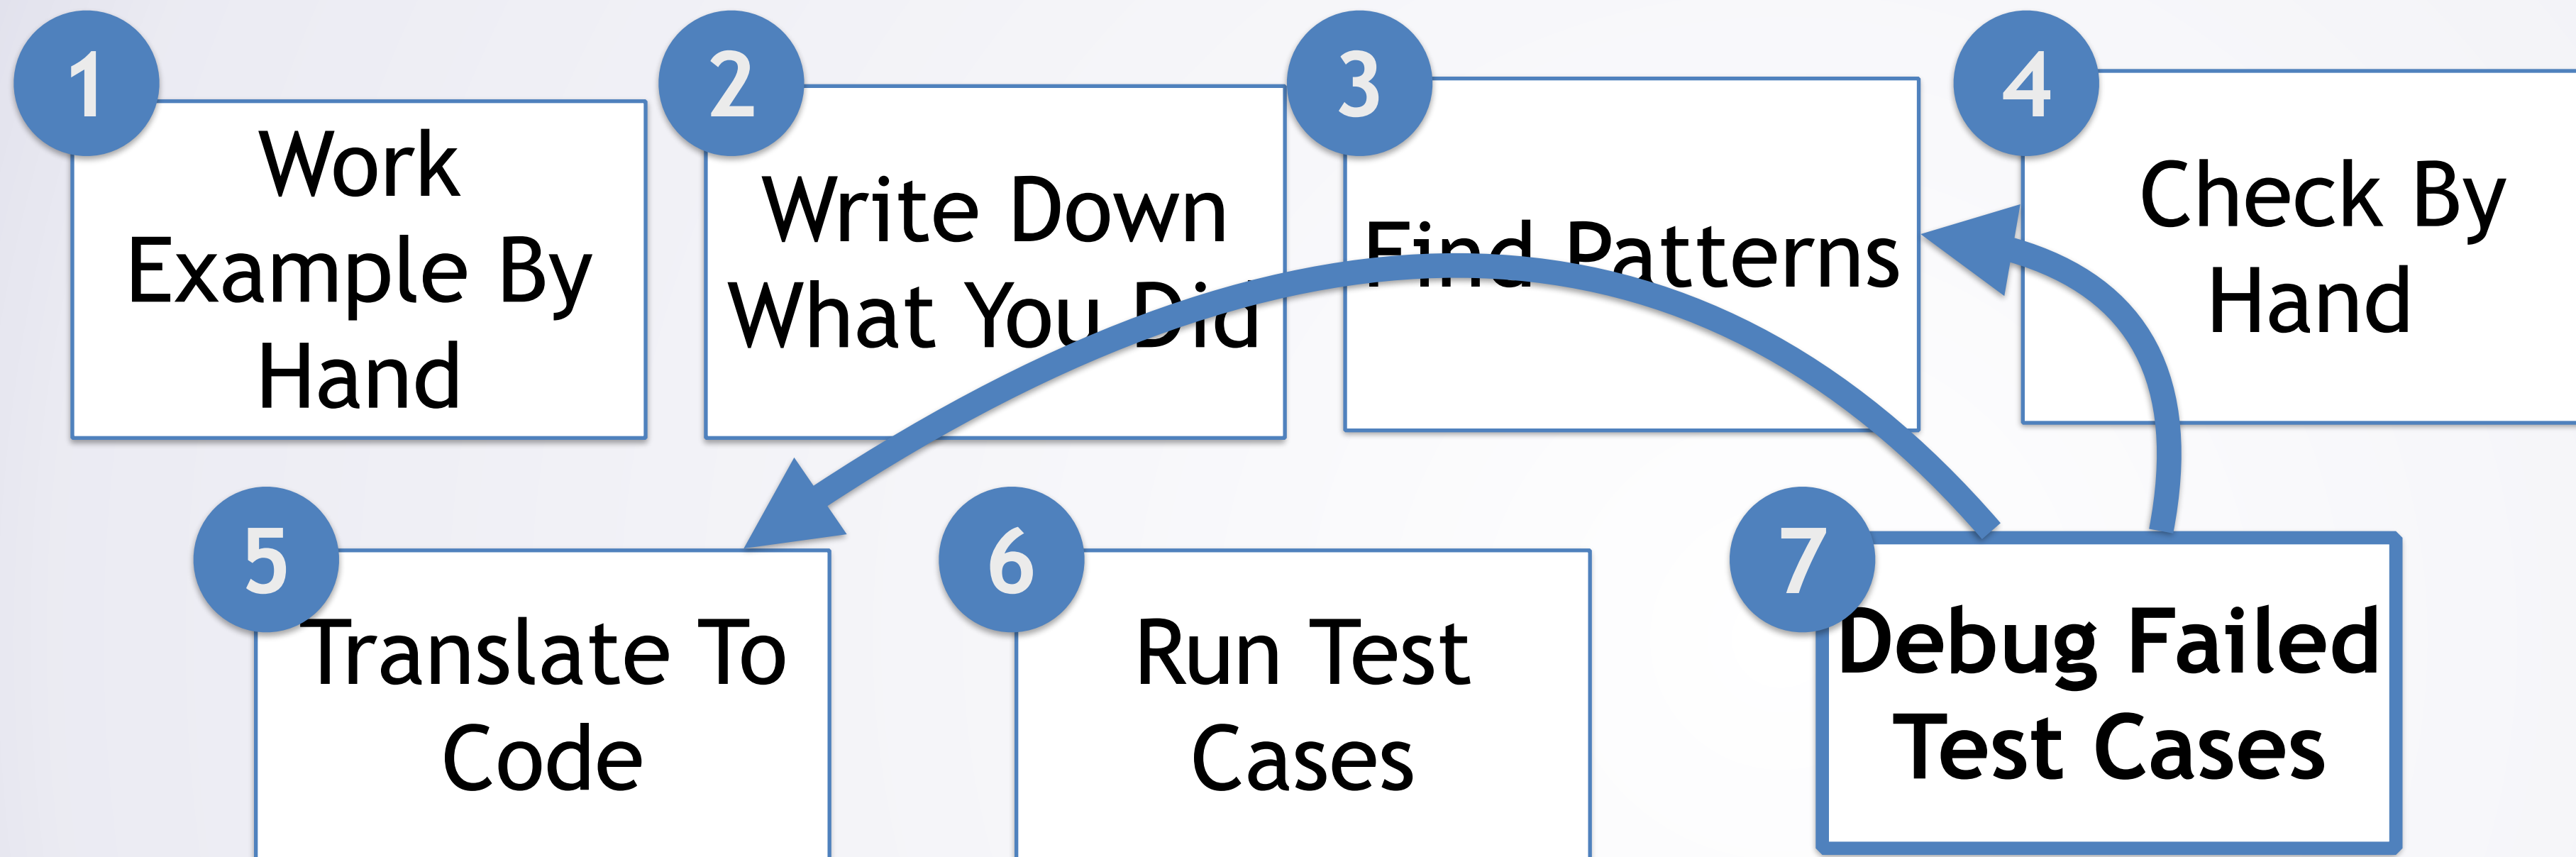 1
Work
Example By
Hand
2
Write Down
What You Did
3
Find Patterns
4
Check By
Hand
5
Translate To
Code
6
Run Test
Cases
7
Debug Failed
Test Cases